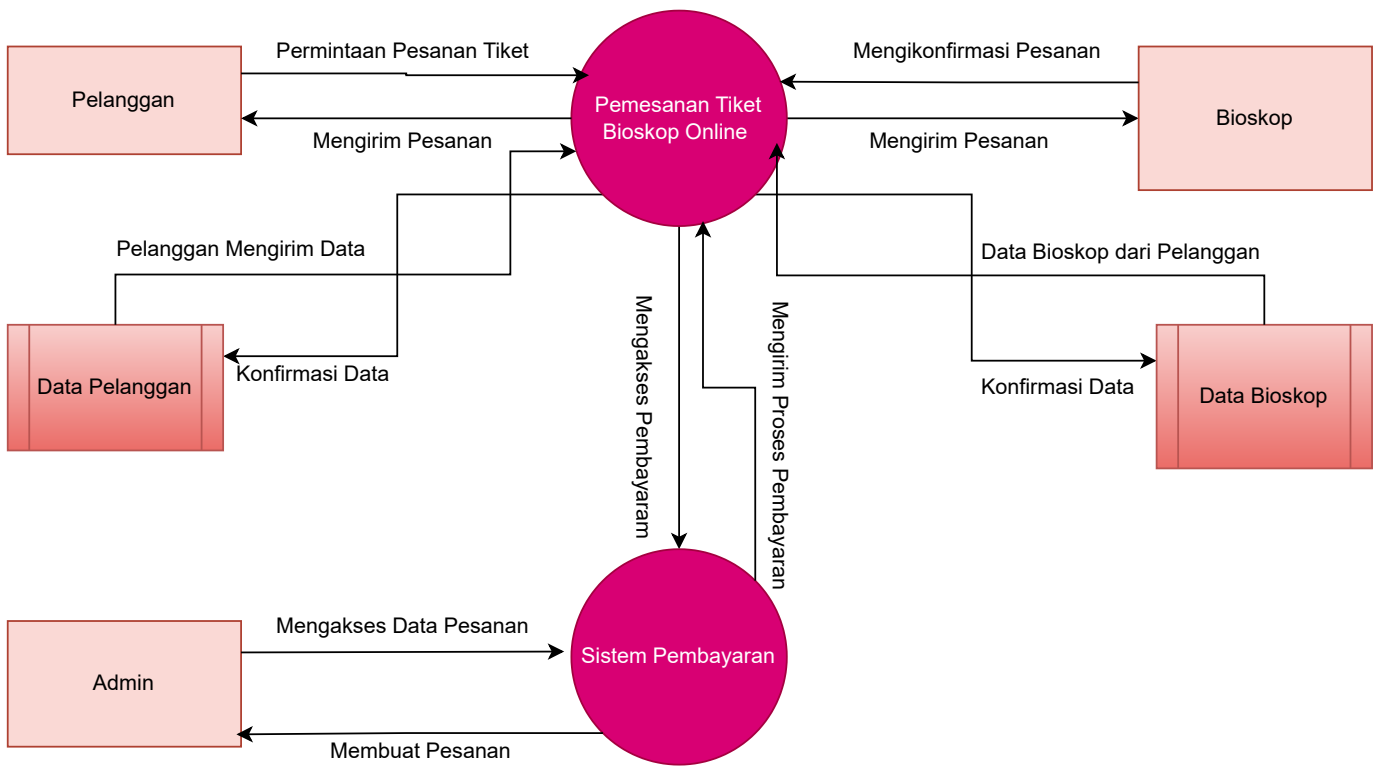 Permintaan Pesanan Tiket
Mengikonfirmasi Pesanan
Pelanggan
Pemesanan Tiket
Bioskop Online
Bioskop
Mengirim Pesanan
Mengirim Pesanan
Pelanggan Mengirim Data
Data Bioskop dari Pelanggan
Mengakses Pembayaram
Mengirim Proses Pembayaran
Data Pelanggan
Konfirmasi Data
Konfirmasi Data
Data Bioskop
Mengakses Data Pesanan
Admin
Sistem Pembayaran
Membuat Pesanan